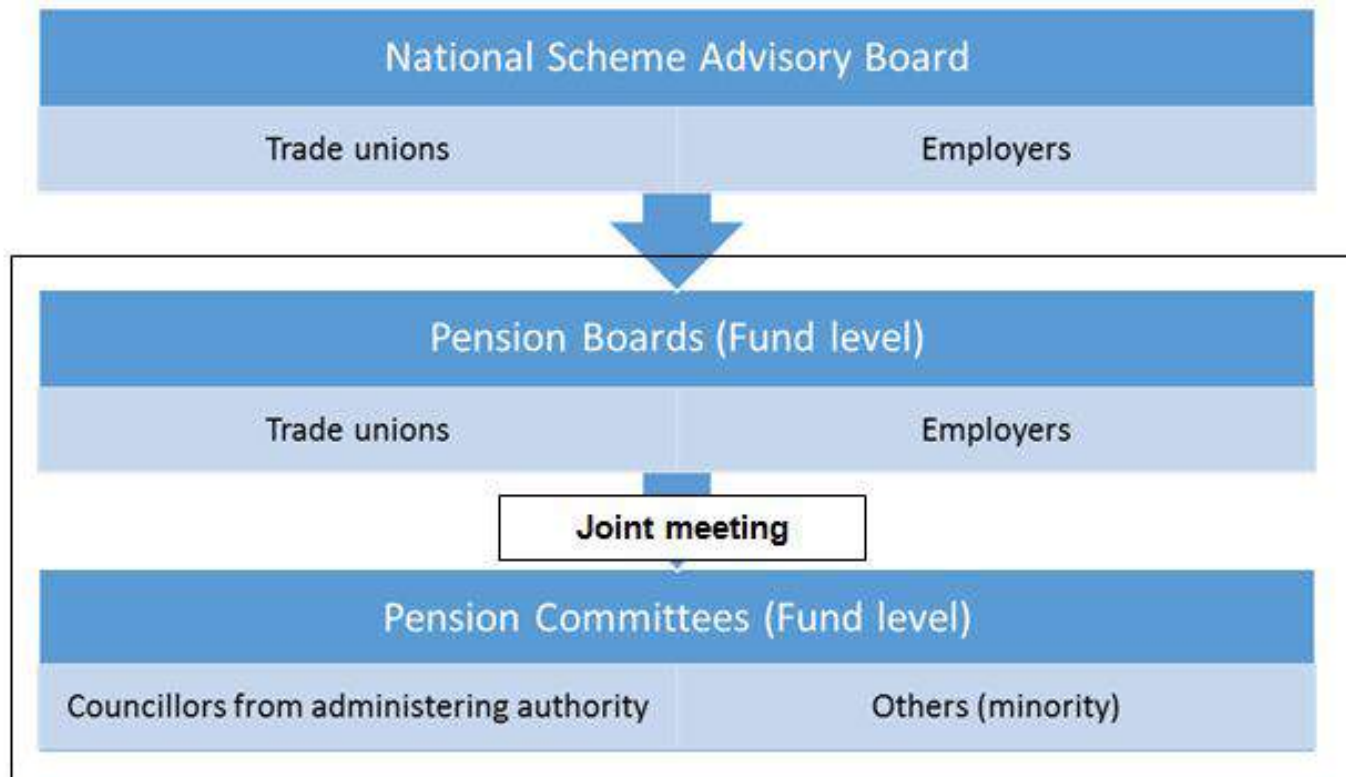 National Scheme Advisory Board
Trade unions
Employers
Pension Boards (Fund level)
Trade unions
Employers
Joint meeting
Pension Committees (Fund level)
Councillors from administering authority
Others (minority)